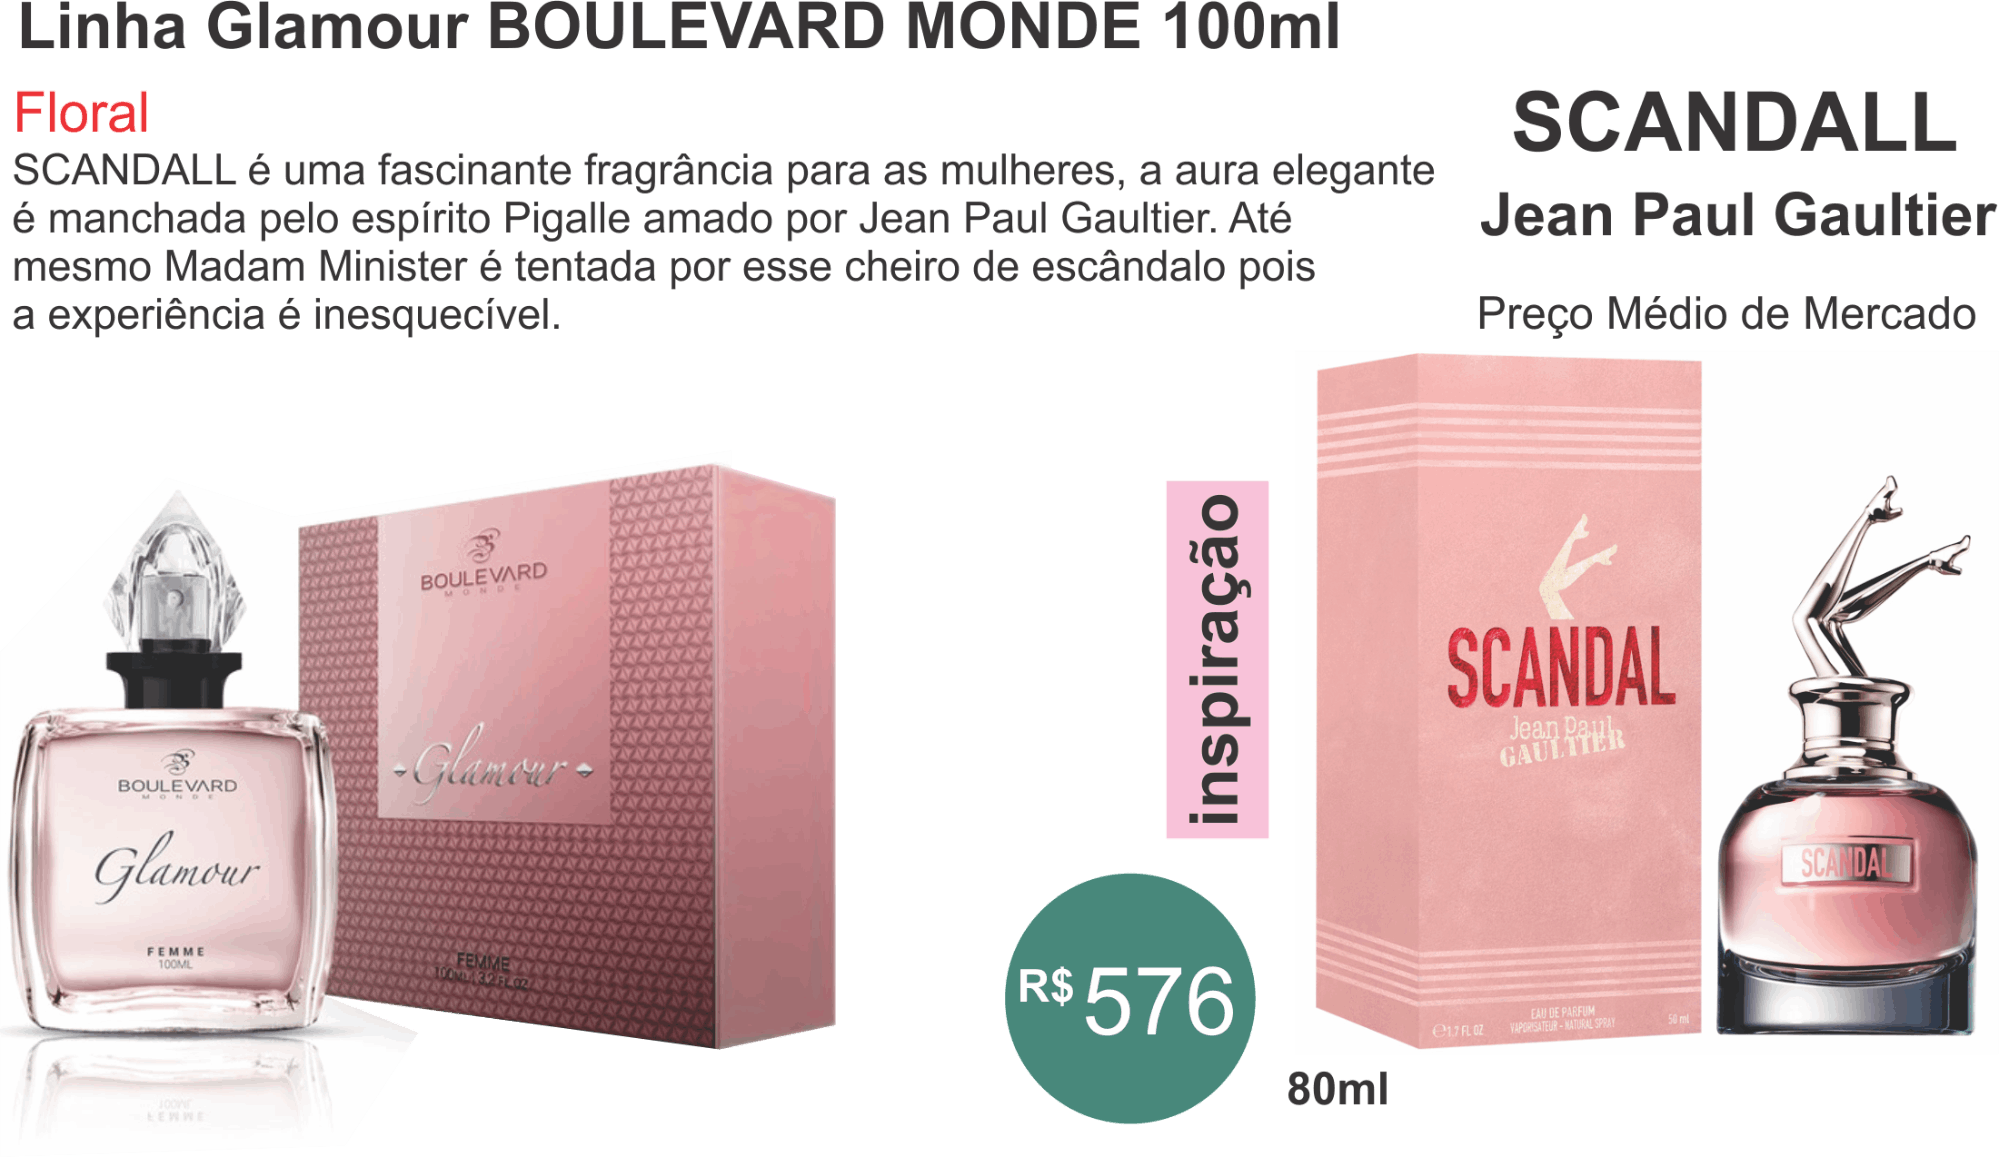 Linha Glamour BOULEVARD MONDE 100ml
Floral
SCANDALL é uma fascinante fragrância para as mulheres, a aura elegante
é manchada pelo espírito Pigalle amado por Jean Paul Gaultier. Até
mesmo Madam Minister é tentada por esse cheiro de escândalo pois
a experiência é inesquecível.
SCANDALL
Jean Paul Gaultier
Preço Médio de Mercado
BOULEVARD
MONDE
Glamour
FEMME
100ML
BOULEVARD
MONDE
Glamour
FEMME
100ML 3.2 FL.OZ
inspiração
R$ 576
80ml
SCANDAL
Jean Paul
GAULTIER
EAU DE PARFUM
VAPORISATEUR - NATURAL SPRAY
℮1.7 FL OZ
50 ml
SCANDAL